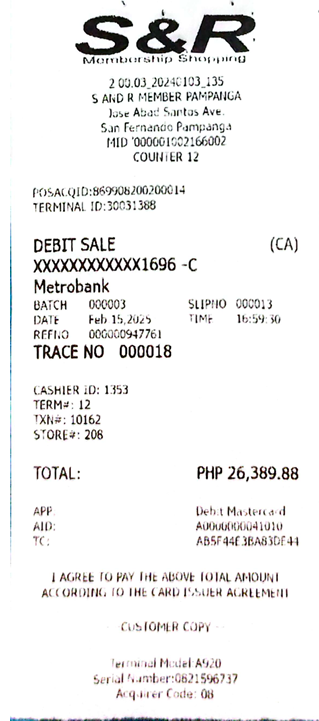 S&R
Membership Shopping
2.00.03_20240103_135
S AND R MEMBER PAMPANGA
Jose Abad Santos Ave.
San Fernando Pampanga
MID '000001002166002
COUNTER 12
POSACQID:869908200200014
TERMINAL ID:30031388
DEBIT SALE (CA)
XXXXXXXXXXXX1696 -C
Metrobank
BATCH 000003 SLIPNO 000013
DATE Feb 15,2025 TIME 16:59:30
REFNO 000000947761
TRACE NO 000018
CASHIER ID: 1353
TERM#: 12
TXN#: 10162
STORE#: 206
TOTAL: PHP 26,389.88
APP: Debit Mastercard
AID: A0000000041010
TC: AB5F44E3BA83DF44
I AGREE TO PAY THE ABOVE TOTAL AMOUNT
ACCORDING TO THE CARD ISSUER AGREEMENT
-- CUSTOMER COPY --
Terminal Model:A920
Serial Number:0821596737
Acquirer Code: 08